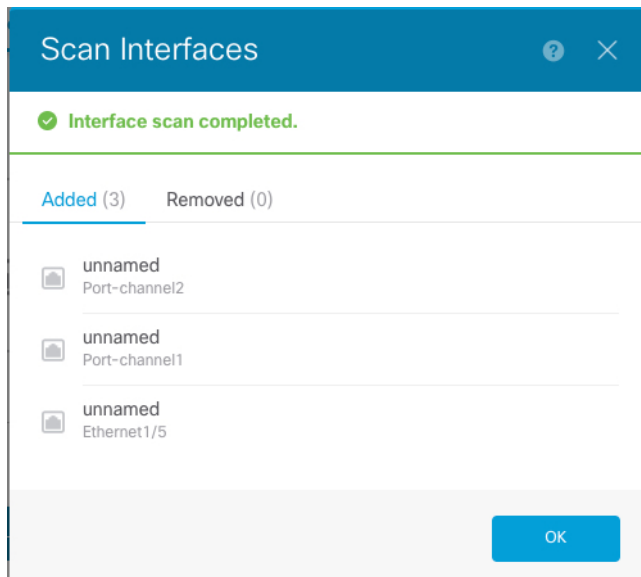 Scan Interfaces
?
Interface scan completed.
Added (3) Removed (0)
unnamed
Port-channel2
unnamed
Port-channel1
unnamed
Ethernet1/5
OK